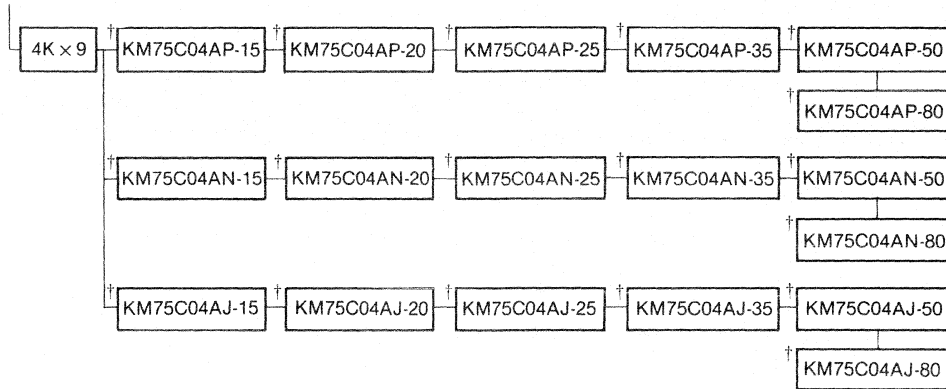 † † † † †
4K × 9 KM75C04AP-15 KM75C04AP-20 KM75C04AP-25 KM75C04AP-35 KM75C04AP-50
† KM75C04AP-80
† † † † †
KM75C04AN-15 KM75C04AN-20 KM75C04AN-25 KM75C04AN-35 KM75C04AN-50
† KM75C04AN-80
† † † † †
KM75C04AJ-15 KM75C04AJ-20 KM75C04AJ-25 KM75C04AJ-35 KM75C04AJ-50
† KM75C04AJ-80